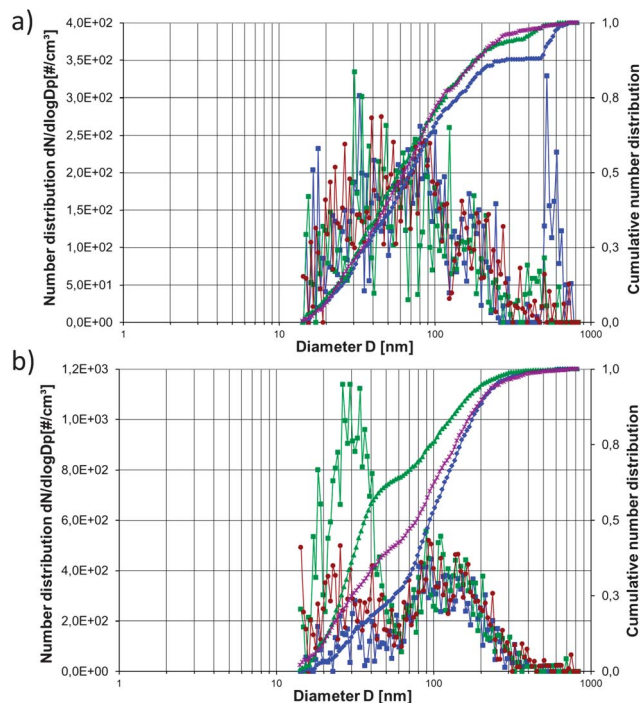 a)
Number distribution dN/dlogDp[#/cm³]
4,0E+02
3,5E+02
3,0E+02
2,5E+02
2,0E+02
1,5E+02
1,0E+02
5,0E+01
0,0E+00
1,0
0,8
0,5
0,3
0,0
Cumulative number distribution
1
10
100
1000
Diameter D [nm]
b)
Number distribution dN/dlogDp[#/cm³]
1,2E+03
1,0E+03
8,0E+02
6,0E+02
4,0E+02
2,0E+02
0,0E+00
1,0
0,8
0,5
0,3
0,0
Cumulative number distribution
1
10
100
1000
Diameter D [nm]